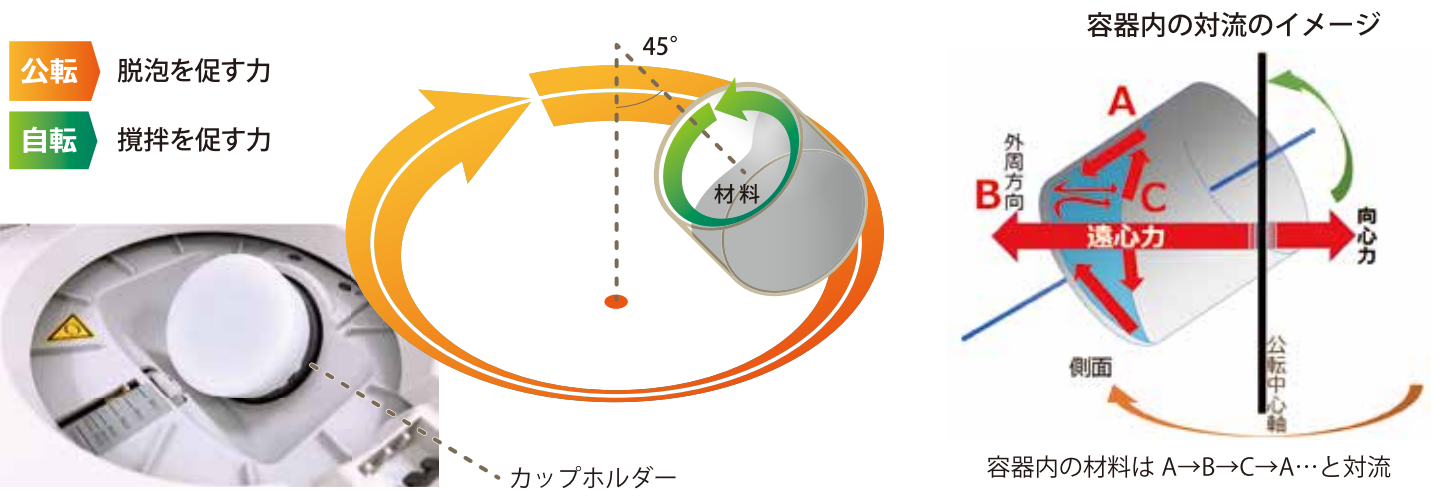 公転 脱泡を促す力
自転 撹拌を促す力
45°
材料
カップホルダー
容器内の対流のイメージ
A
外周方向
B
C
遠心力
向心力
側面
公転中心軸
容器内の材料は A→B→C→A…と対流